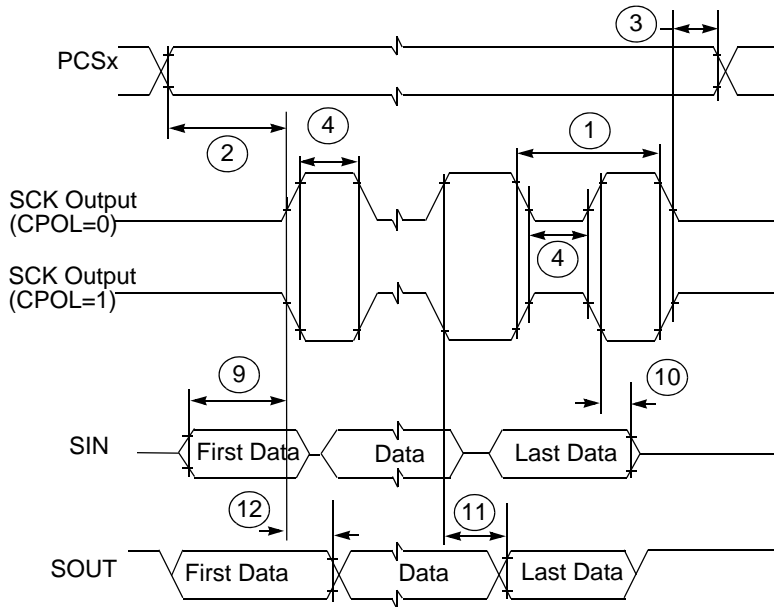 3
PCSx
2
4
1
SCK Output
(CPOL=0)
4
SCK Output
(CPOL=1)
9
10
SIN
First Data
Data
Last Data
12
11
SOUT
First Data
Data
Last Data